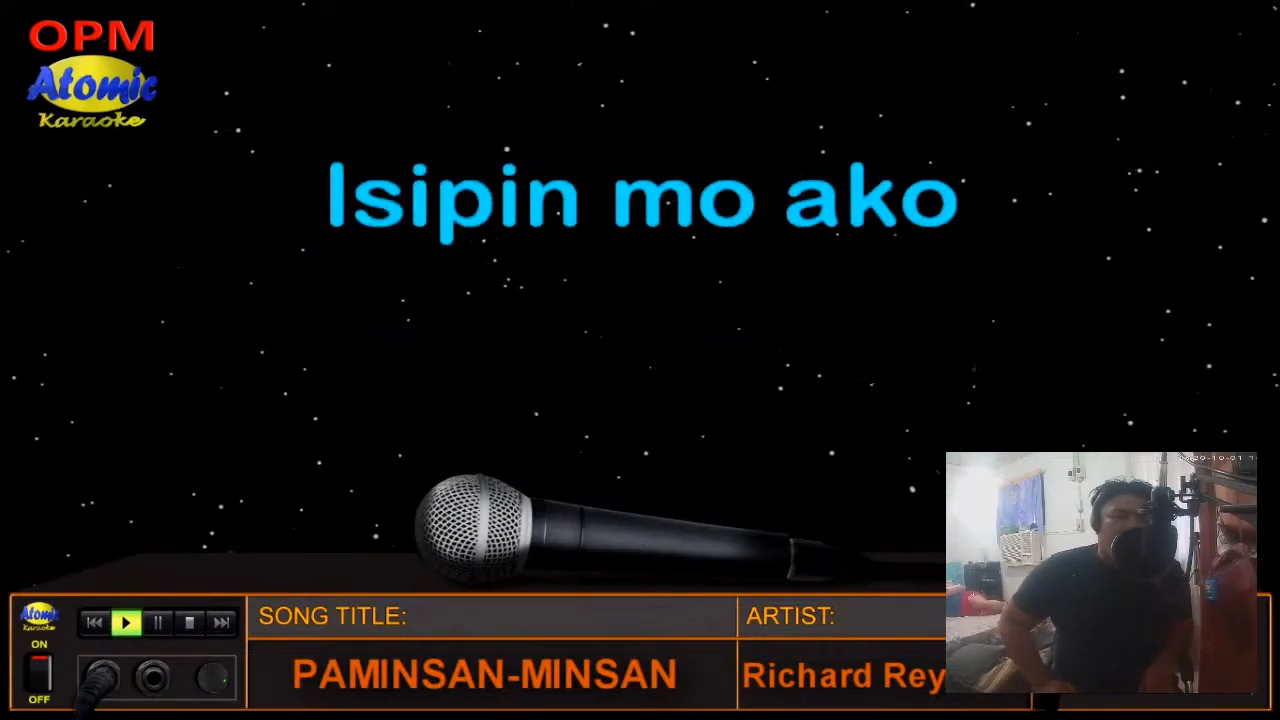 OPM
Atomic
Karaoke
Isipin mo ako
Atomic
Karaoke
ON
OFF
SONG TITLE:
PAMINSAN-MINSAN
ARTIST:
Richard Rey